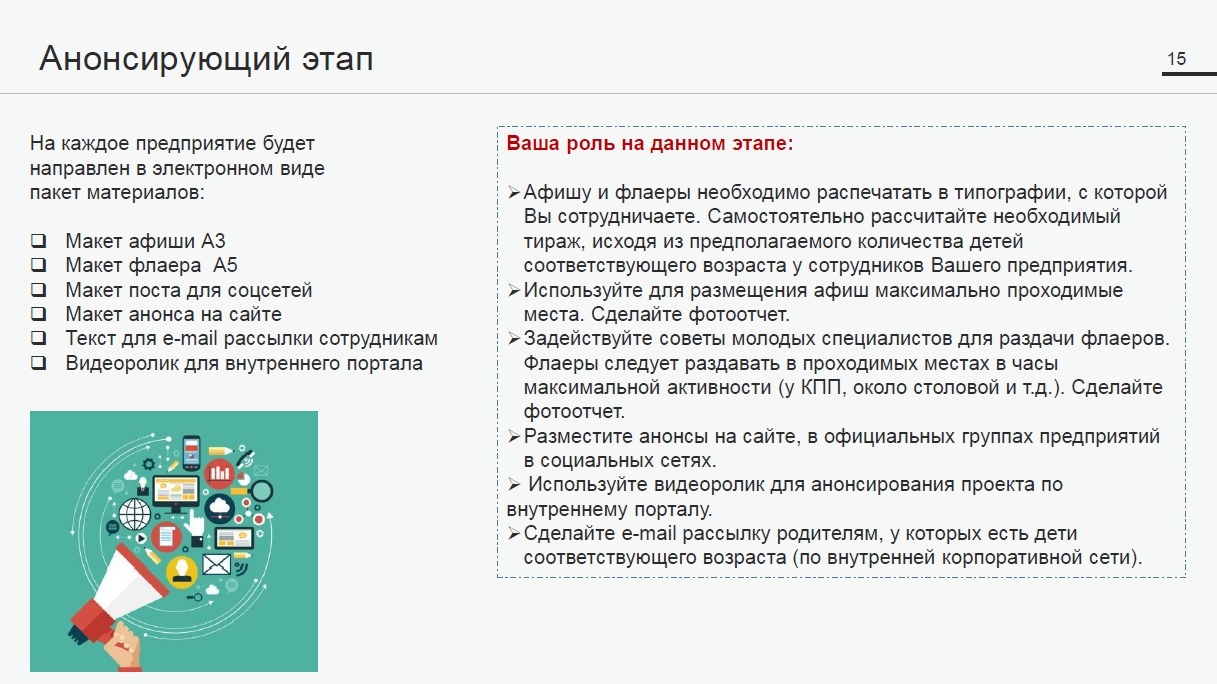 Анонсирующий этап
15
На каждое предприятие будет
направлен в электронном виде
пакет материалов:
❑ Макет афиши А3
❑ Макет флаера  А5
❑ Макет поста для соцсетей
❑ Макет анонса на сайте
❑ Текст для e-mail рассылки сотрудникам
❑ Видеоролик для внутреннего портала
Ваша роль на данном этапе:
➢Афишу и флаеры необходимо распечатать в типографии, с которой
Вы сотрудничаете. Самостоятельно рассчитайте необходимый
тираж, исходя из предполагаемого количества детей
соответствующего возраста у сотрудников Вашего предприятия.
➢Используйте для размещения афиш максимально проходимые
места. Сделайте фотоотчет.
➢Задействуйте советы молодых специалистов для раздачи флаеров.
Флаеры следует раздавать в проходимых местах в часы
максимальной активности (у КПП, около столовой и т.д.). Сделайте
фотоотчет.
➢Разместите анонсы на сайте, в официальных группах предприятий
в социальных сетях.
➢ Используйте видеоролик для анонсирования проекта по
внутреннему порталу.
➢Сделайте e-mail рассылку родителям, у которых есть дети
соответствующего возраста (по внутренней корпоративной сети).